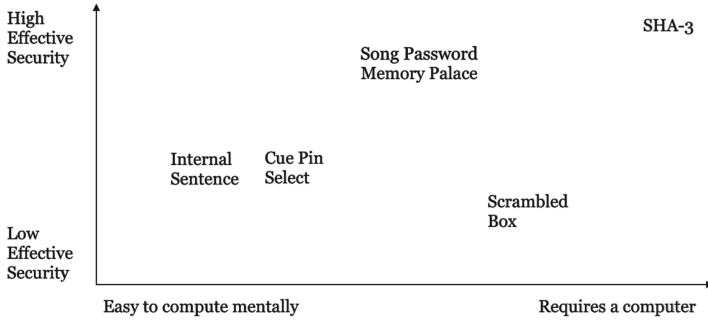 High
Effective
Security
SHA-3
Song Password
Memory Palace
Internal
Sentence
Cue Pin
Select
Scrambled
Box
Low
Effective
Security
Easy to compute mentally
Requires a computer